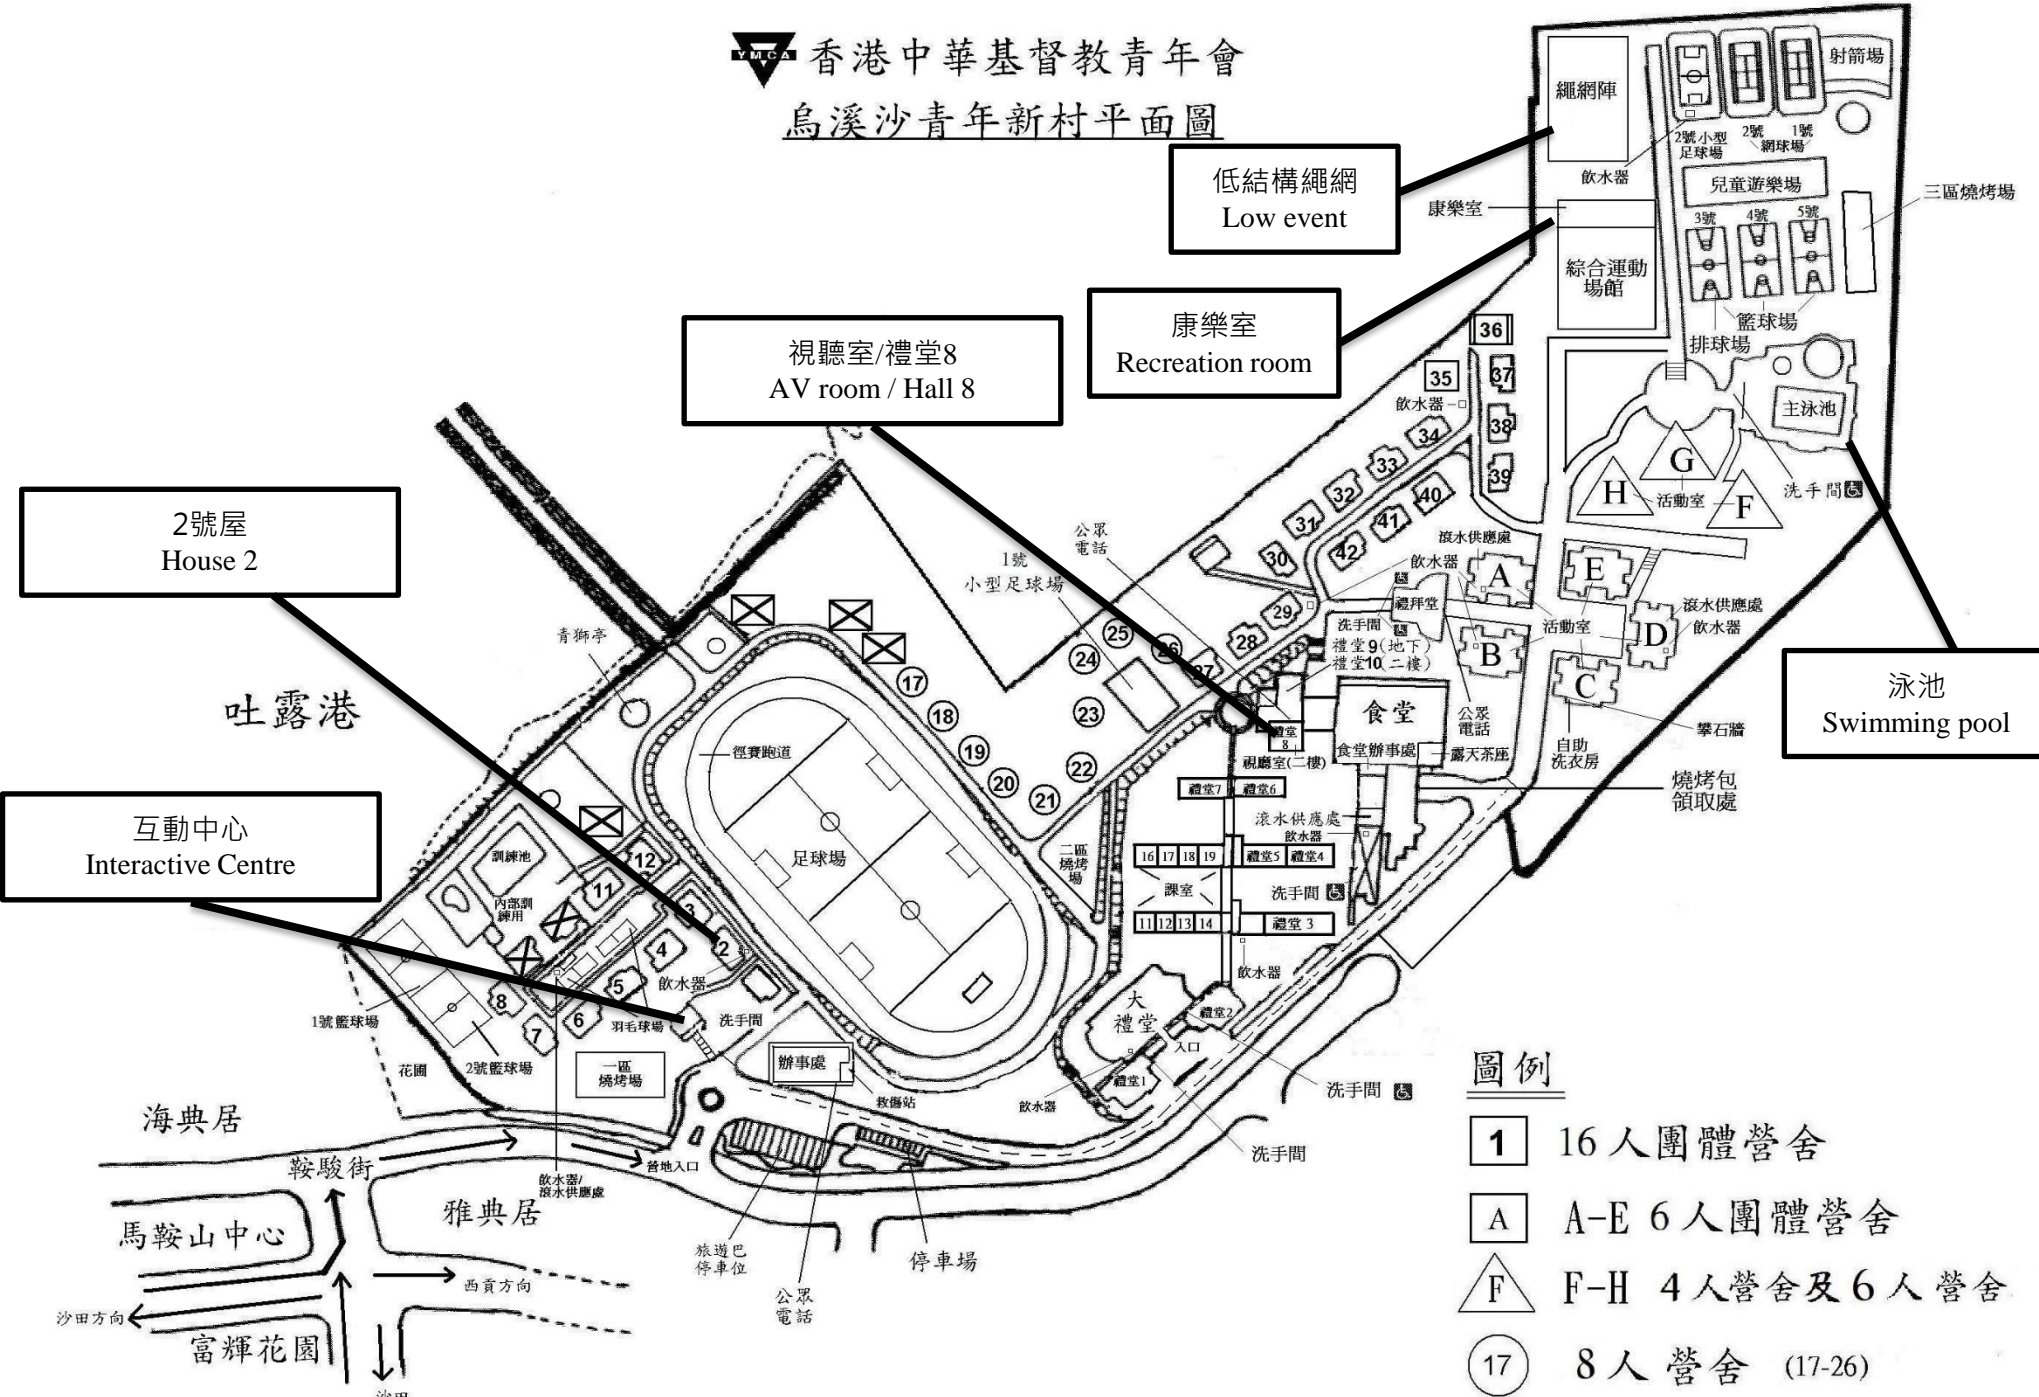 YMCA 香港中華基督教青年會
烏溪沙青年新村平面圖
低結構繩網
Low event
康樂室
Recreation room
視聽室/禮堂8
AV room / Hall 8
2號屋
House 2
互動中心
Interactive Centre
泳池
Swimming pool
繩網陣
射箭場
2號小型
足球場
2號
1號
網球場
飲水器
兒童遊樂場
三區燒烤場
康樂室
3號
4號
5號
綜合運動
場館
籃球場
排球場
主泳池
36
35
37
飲水器
38
34
33
39
32
40
31
41
30
42
G
H
F
活動室
洗手間
公眾
電話
1號
小型足球場
滾水供應處
飲水器
A
E
禮拜堂
滾水供應處
飲水器
活動室
D
B
C
29
28
27
26
25
24
23
22
21
20
19
18
17
洗手間
禮堂9(地下)
禮堂10(二樓)
食堂
公眾
電話
攀石牆
自助
洗衣房
禮堂
8
食堂辦事處
露天茶座
視廳室(二樓)
燒烤包
領取處
禮堂7
禮堂6
滾水供應處
飲水器
16 17 18 19
禮堂5
禮堂4
課室
洗手間
11 12 13 14
禮堂 3
飲水器
二區
燒烤
場
青獅亭
吐露港
徑賽跑道
足球場
訓練池
內部訓
練用
12
11
3
2
4
5
6
7
8
飲水器
羽毛球場
洗手間
1號籃球場
2號籃球場
花圃
一區
燒烤場
辦事處
救傷站
大
禮堂
禮堂2
入口
禮堂1
飲水器
洗手間
洗手間
海典居
鞍駿街
營地入口
飲水器/
滾水供應處
馬鞍山中心
雅典居
旅遊巴
停車位
停車場
公眾
電話
西貢方向
沙田方向
富輝花園
沙田
圖例
1 16人團體營舍
A A-E 6人團體營舍
F F-H 4人營舍及6人營舍
17 8人營舍 (17-26)